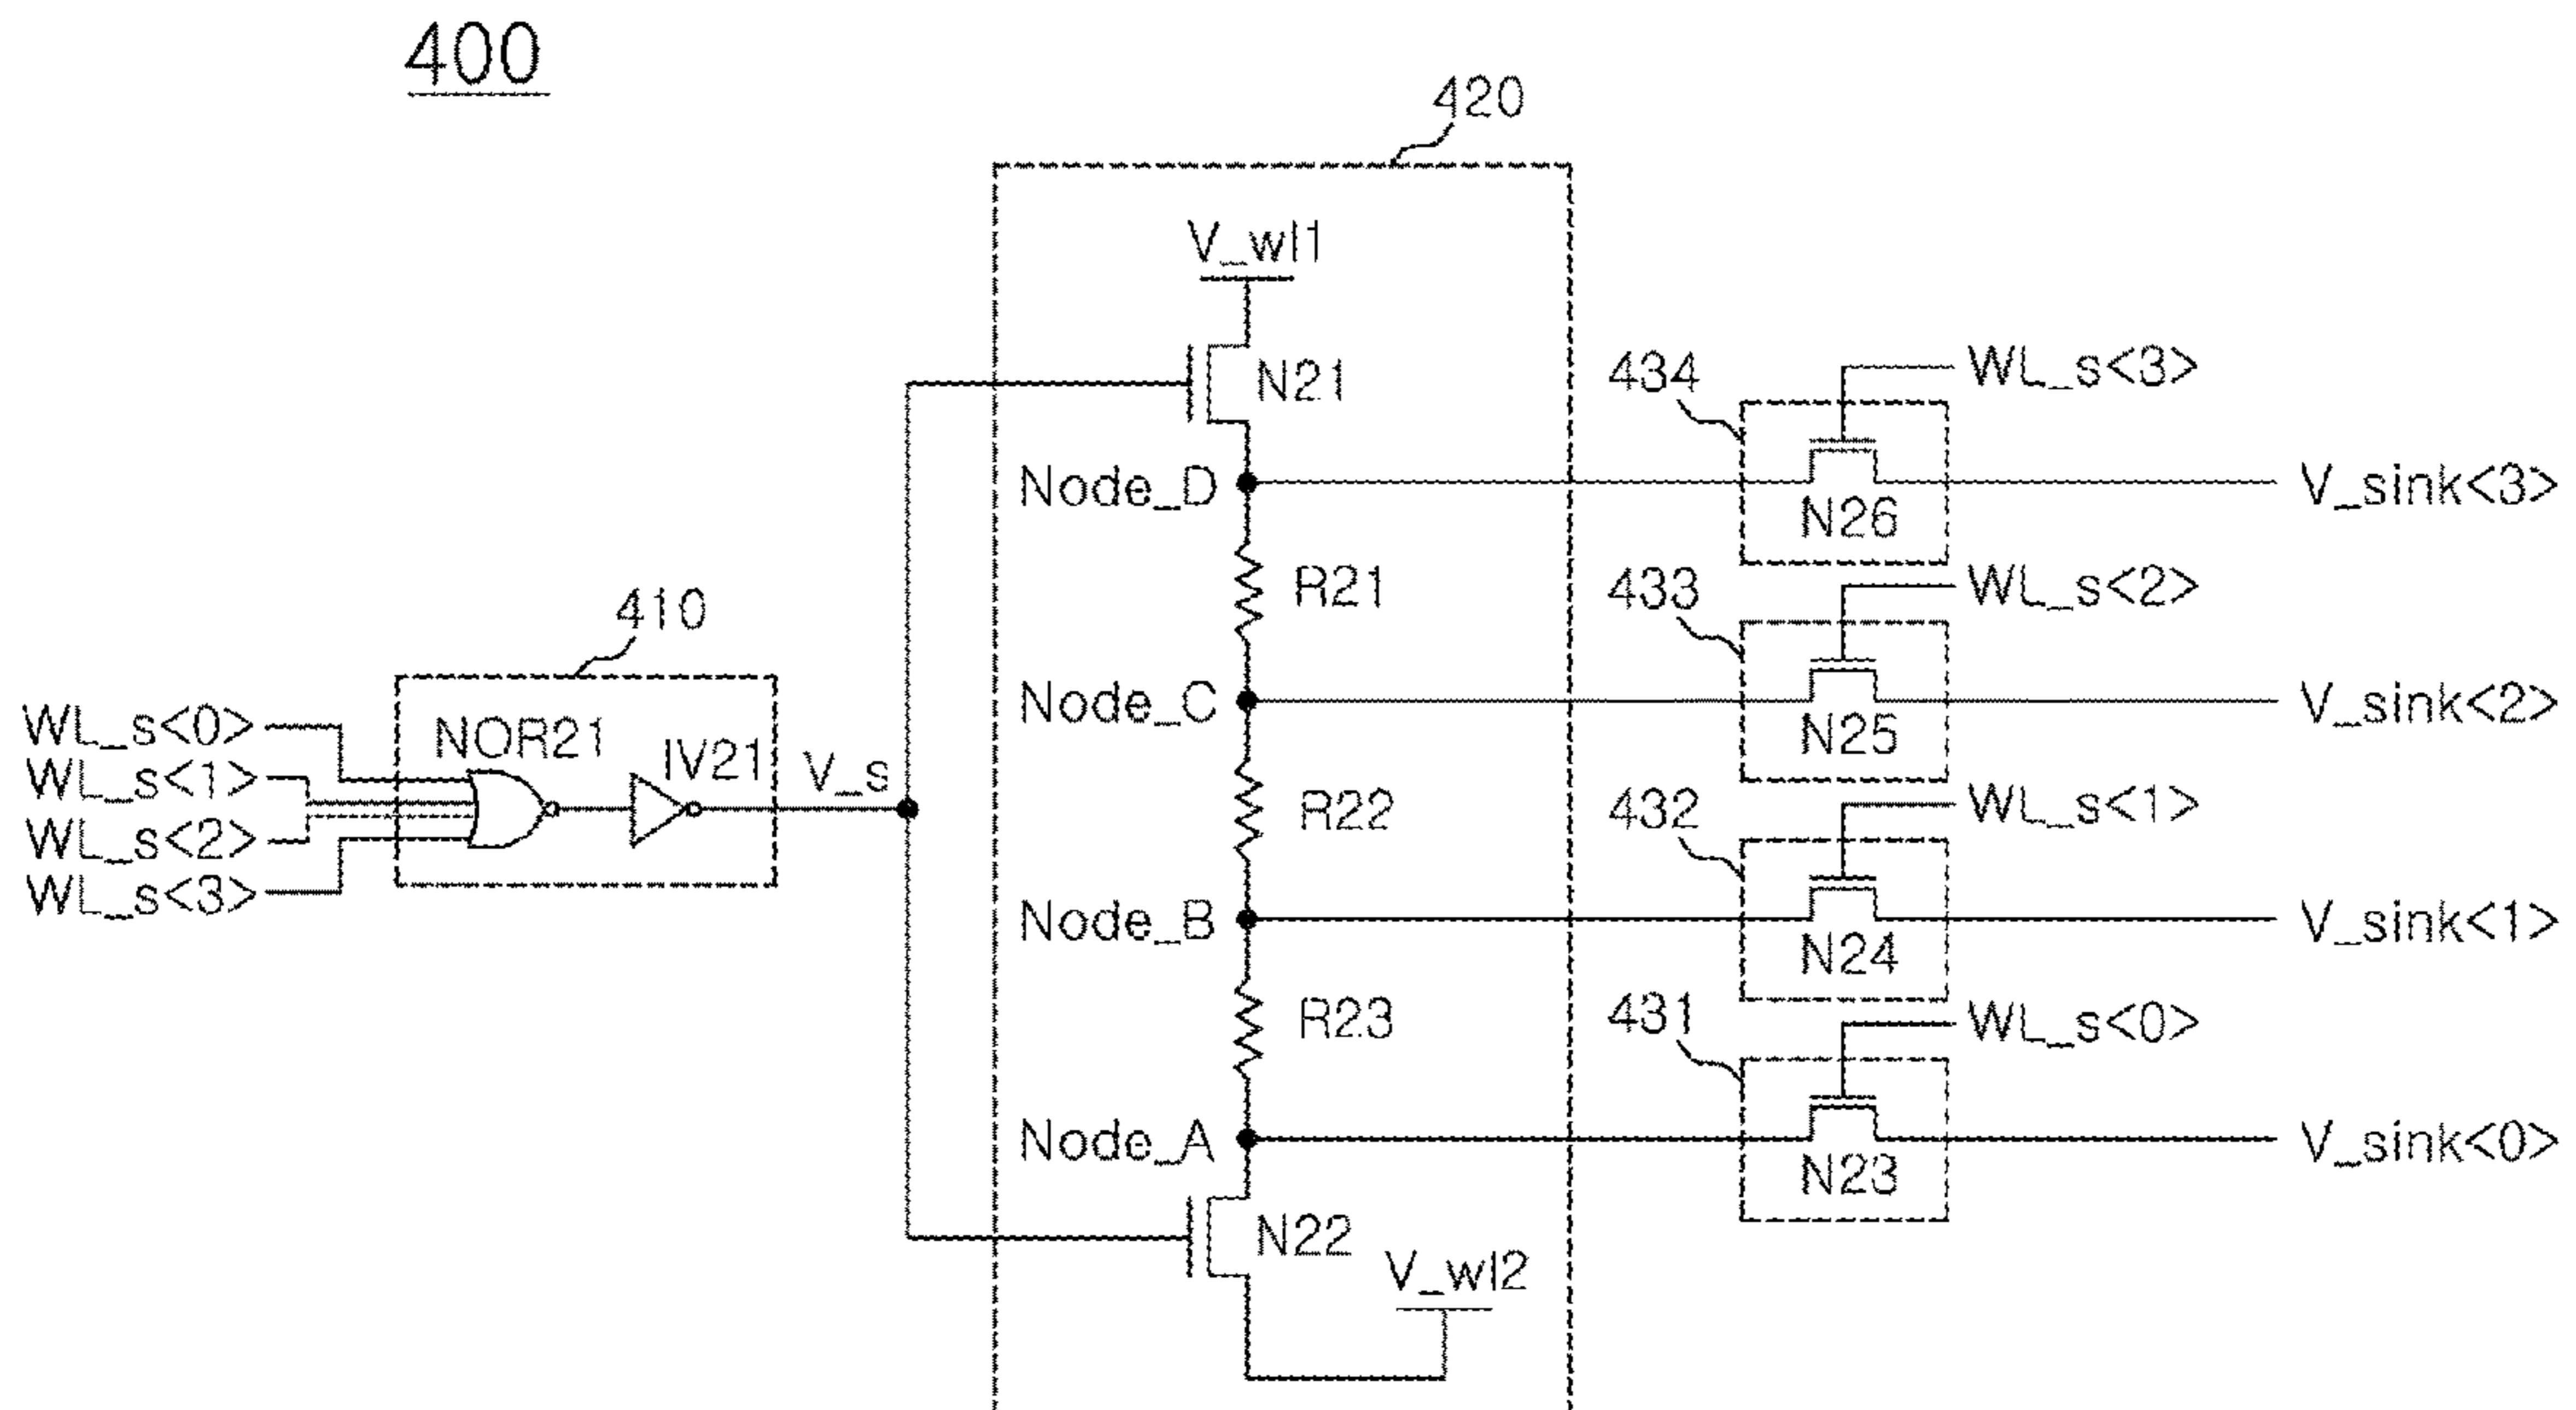 400
420
V_wl1
N21
434
WL_s<3>
Node_D
N26
V_sink<3>
R21
433
WL_s<2>
410
Node_C
N25
V_sink<2>
WL_s<0>
WL_s<1>
WL_s<2>
WL_s<3>
NOR21
IV21
V_s
R22
432
WL_s<1>
Node_B
N24
V_sink<1>
R23
431
WL_s<0>
Node_A
N23
V_sink<0>
N22
V_wl2